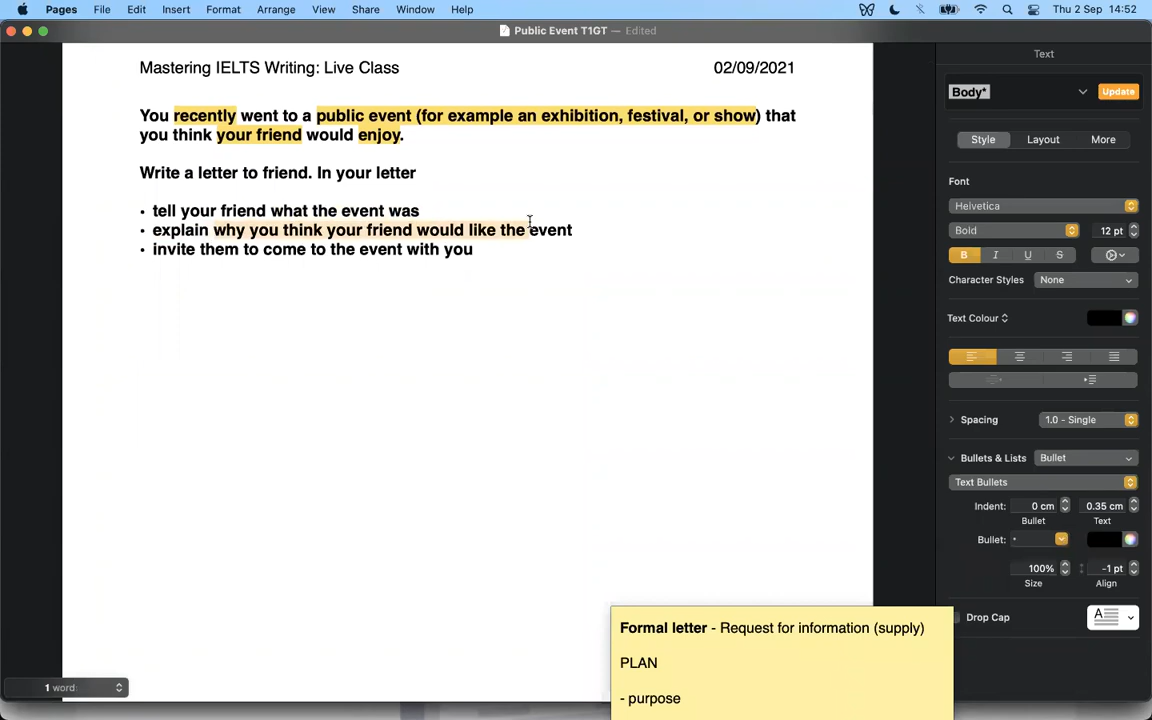 Pages File Edit Insert Format Arrange View Share Window Help Thu 2 Sep 14:52
Public Event T1GT — Edited
Text
Mastering IELTS Writing: Live Class 02/09/2021
Body* Update
You recently went to a public event (for example an exhibition, festival, or show) that
you think your friend would enjoy.
Style Layout More
Write a letter to friend. In your letter
Font
Helvetica
• tell your friend what the event was
• explain why you think your friend would like the event
• invite them to come to the event with you
Bold 12 pt
B I U S
Character Styles None
Text Colour
Spacing 1.0 - Single
Bullets & Lists Bullet
Text Bullets
Indent: 0 cm 0.35 cm
Bullet Text
Bullet: •
100% -1 pt
Size Align
Drop Cap
A
Formal letter - Request for information (supply)
PLAN
- purpose
1 word